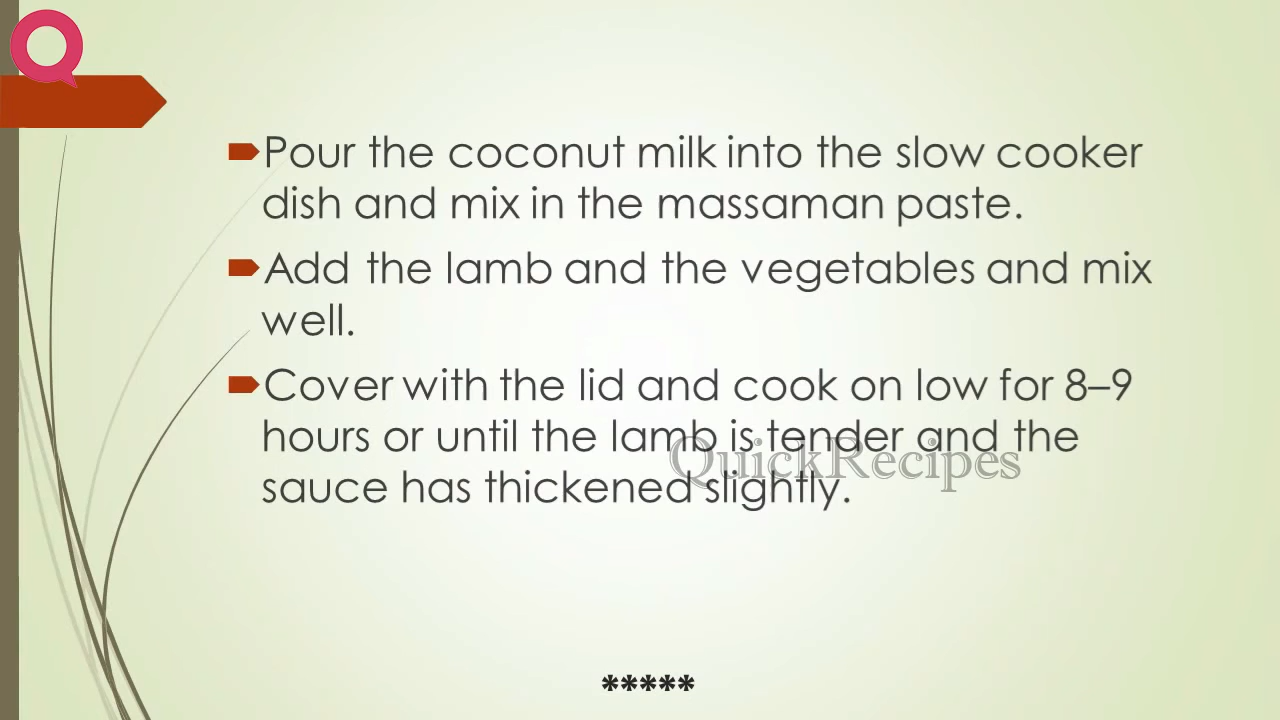 Pour the coconut milk into the slow cooker
dish and mix in the massaman paste.
Add the lamb and the vegetables and mix
well.
Cover with the lid and cook on low for 8–9
hours or until the lamb is tender and the
QuickRecipes
sauce has thickened slightly.
*****